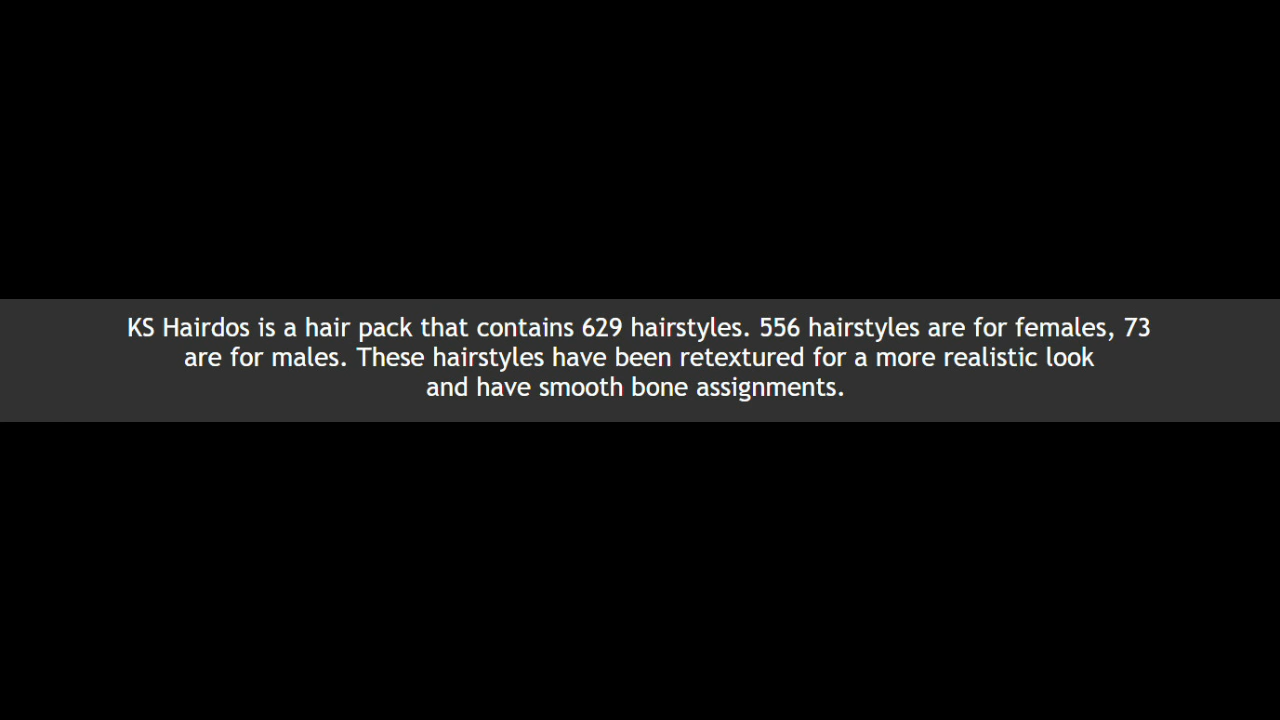 KS Hairdos is a hair pack that contains 629 hairstyles. 556 hairstyles are for females, 73
are for males. These hairstyles have been retextured for a more realistic look
and have smooth bone assignments.